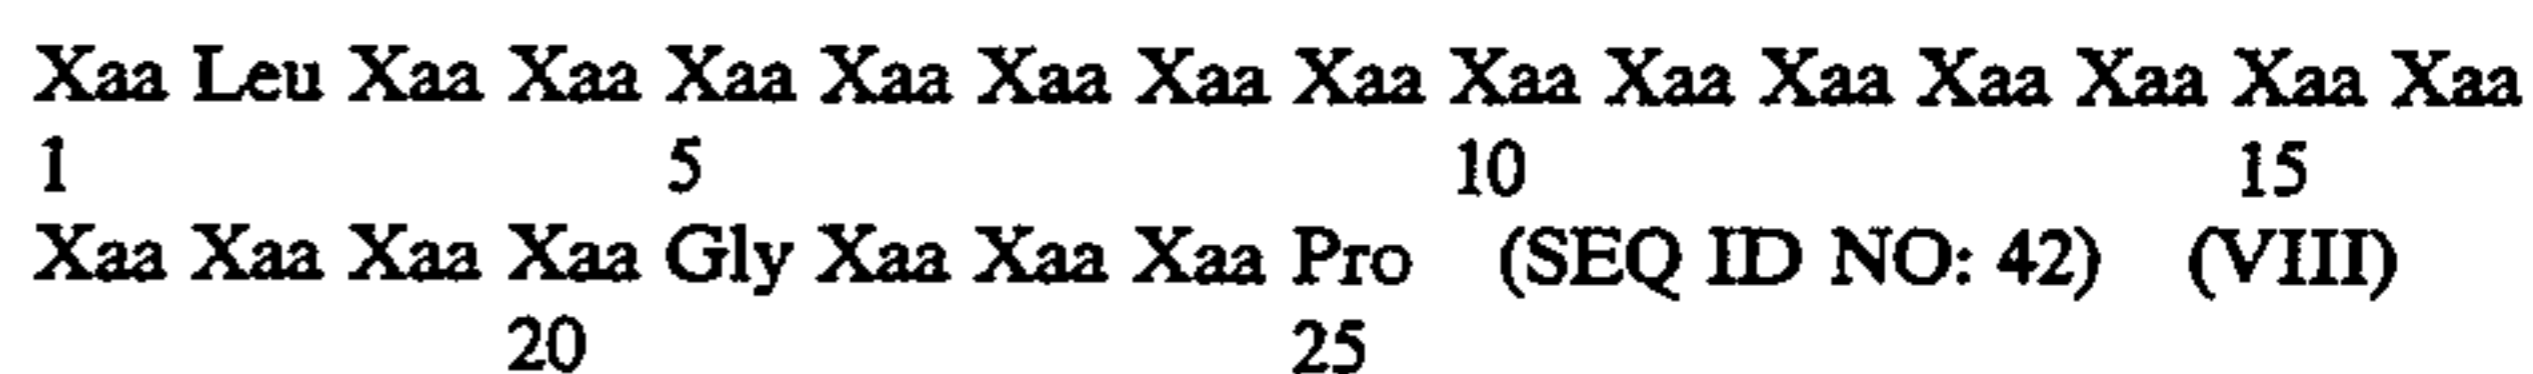 Xaa Leu Xaa Xaa Xaa Xaa Xaa Xaa Xaa Xaa Xaa Xaa Xaa Xaa Xaa Xaa
1 5 10 15
Xaa Xaa Xaa Xaa Gly Xaa Xaa Xaa Pro (SEQ ID NO: 42) (VIII)
20 25